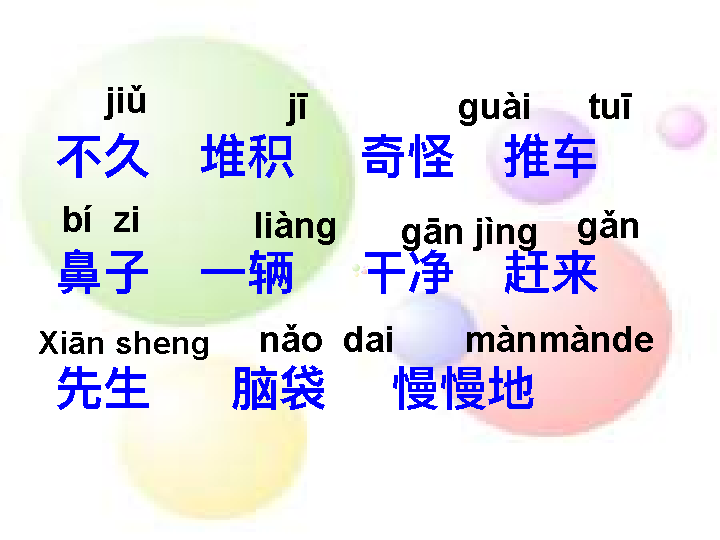 jiǔ jī guài tuī
不久 堆积 奇怪 推车
bí zi liàng gān jìng gǎn
鼻子 一辆 干净 赶来
Xiān sheng nǎo dai mànmànde
先生 脑袋 慢慢地